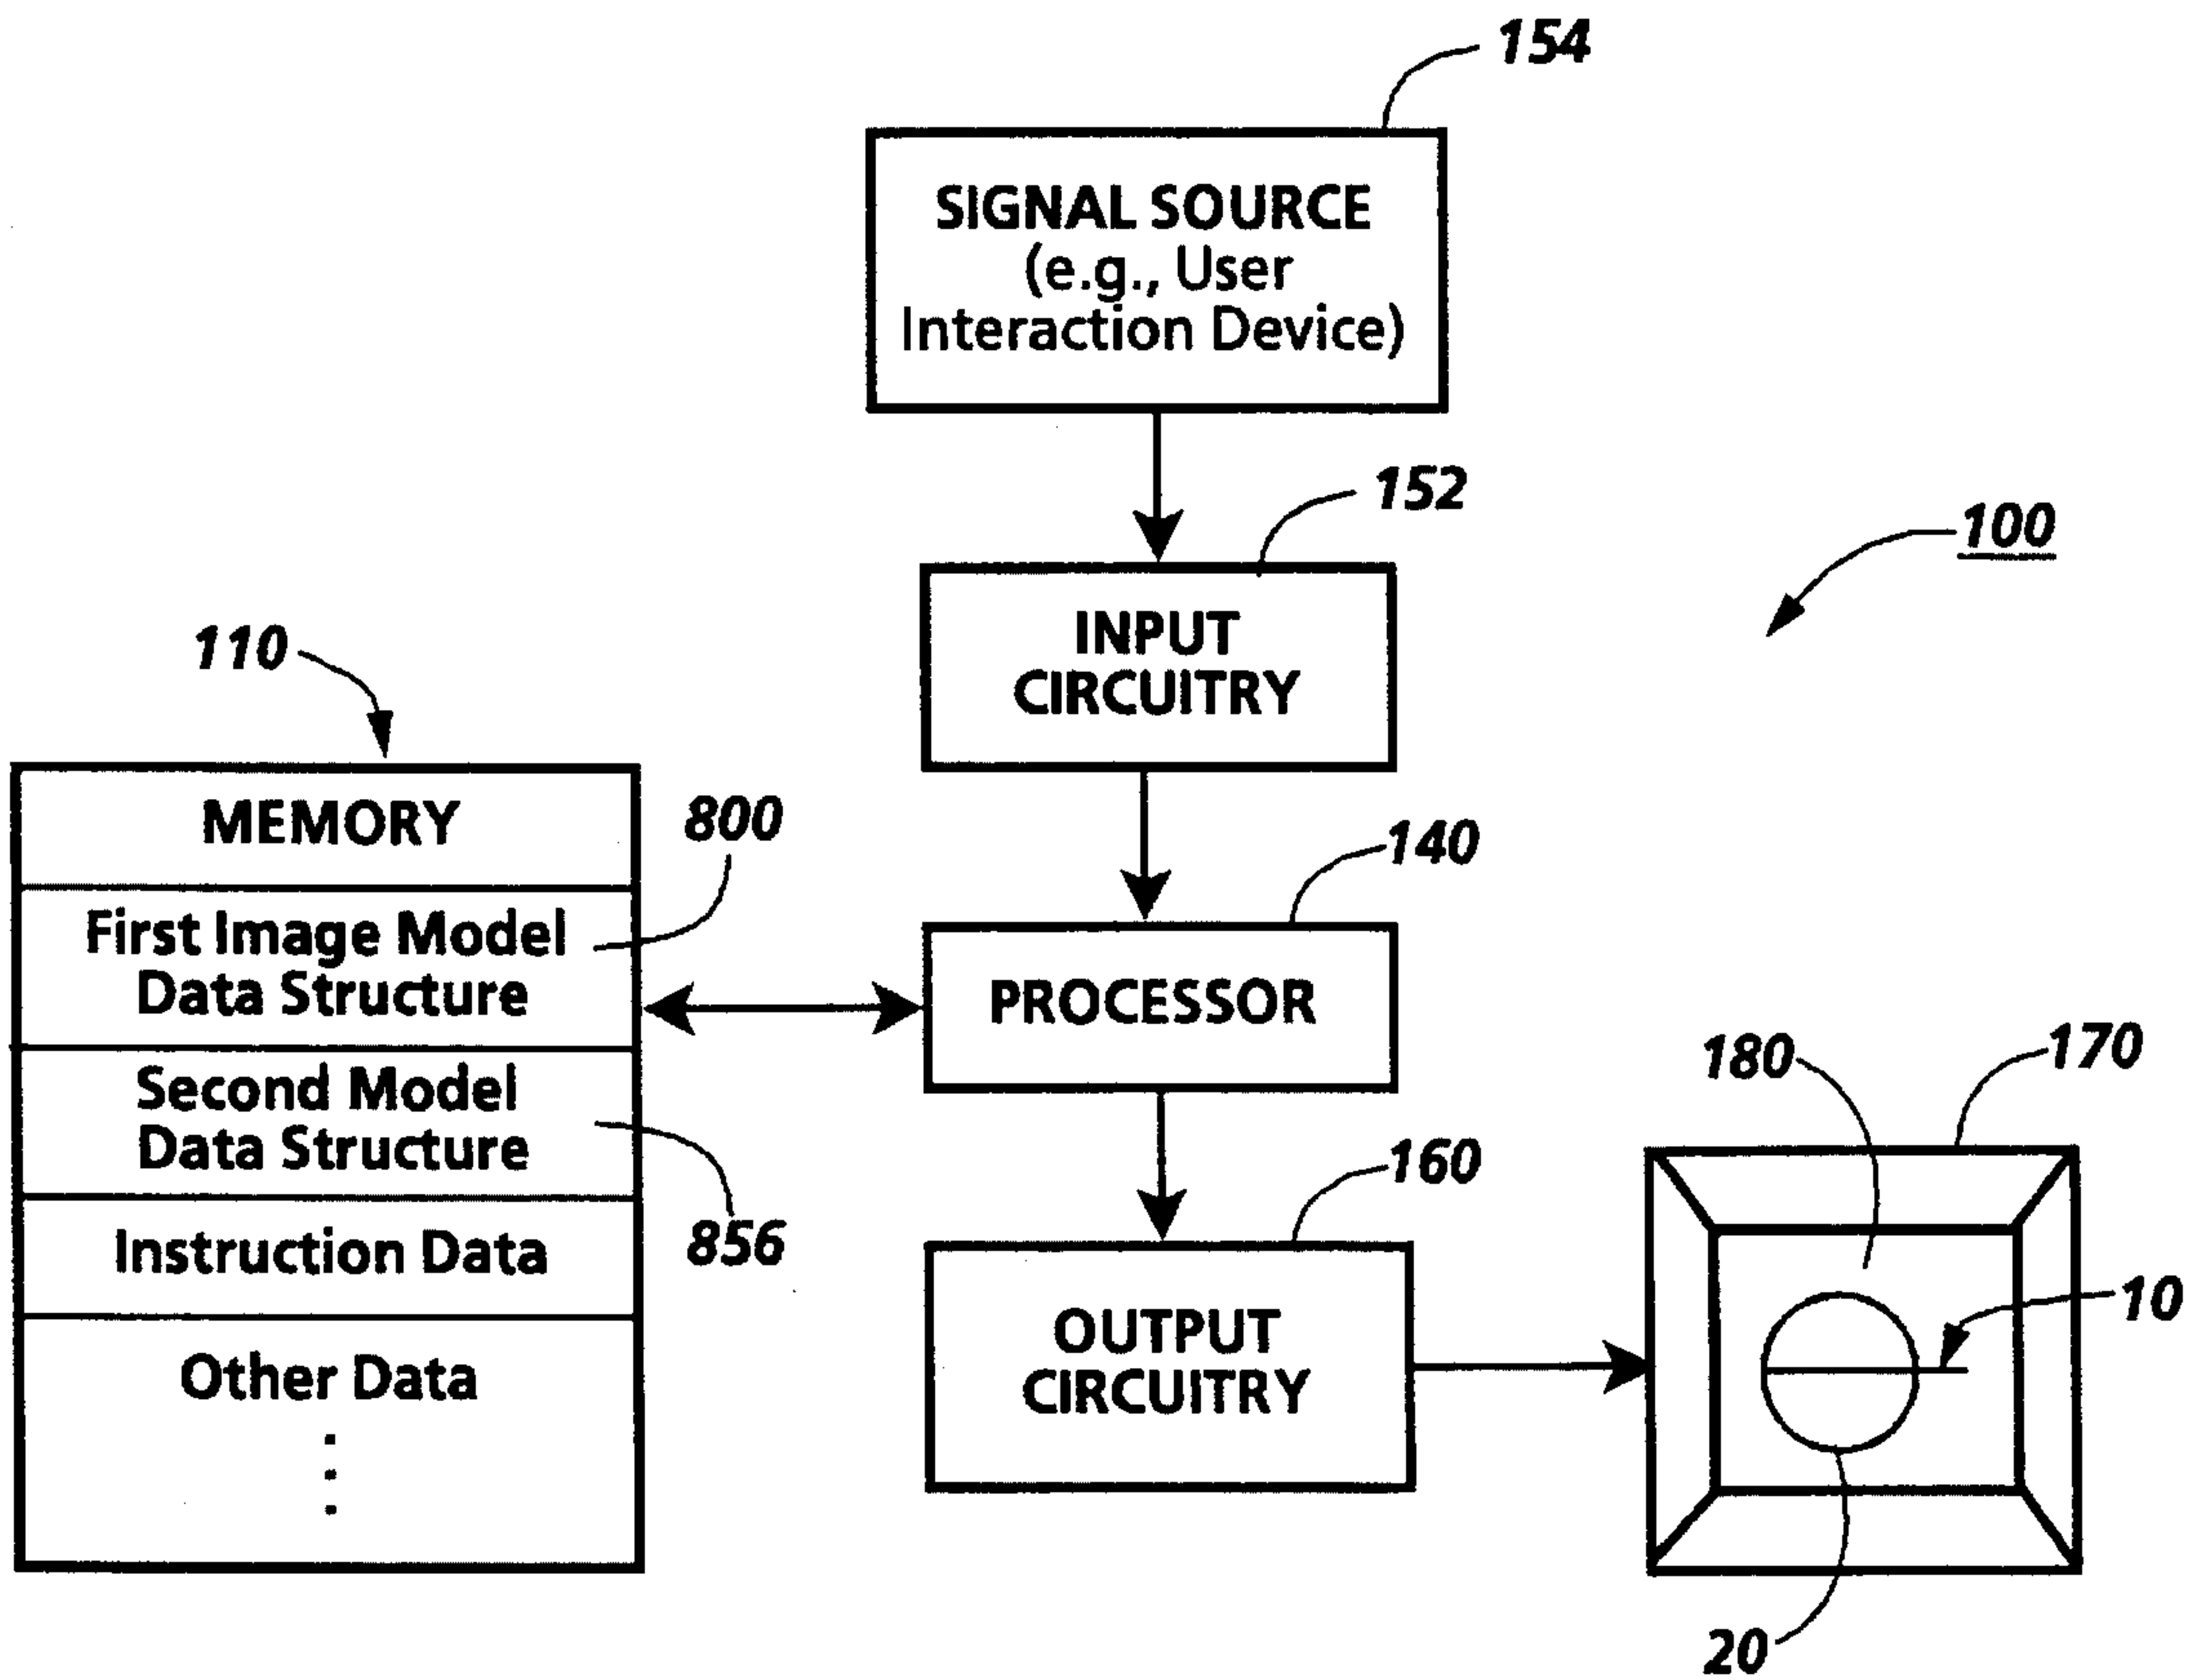 154
SIGNAL SOURCE
(e.g., User
Interaction Device)
152
100
INPUT
CIRCUITRY
110
MEMORY
800
140
First Image Model
Data Structure
PROCESSOR
Second Model
Data Structure
180
170
160
856
Instruction Data
10
OUTPUT
CIRCUITRY
Other Data
20